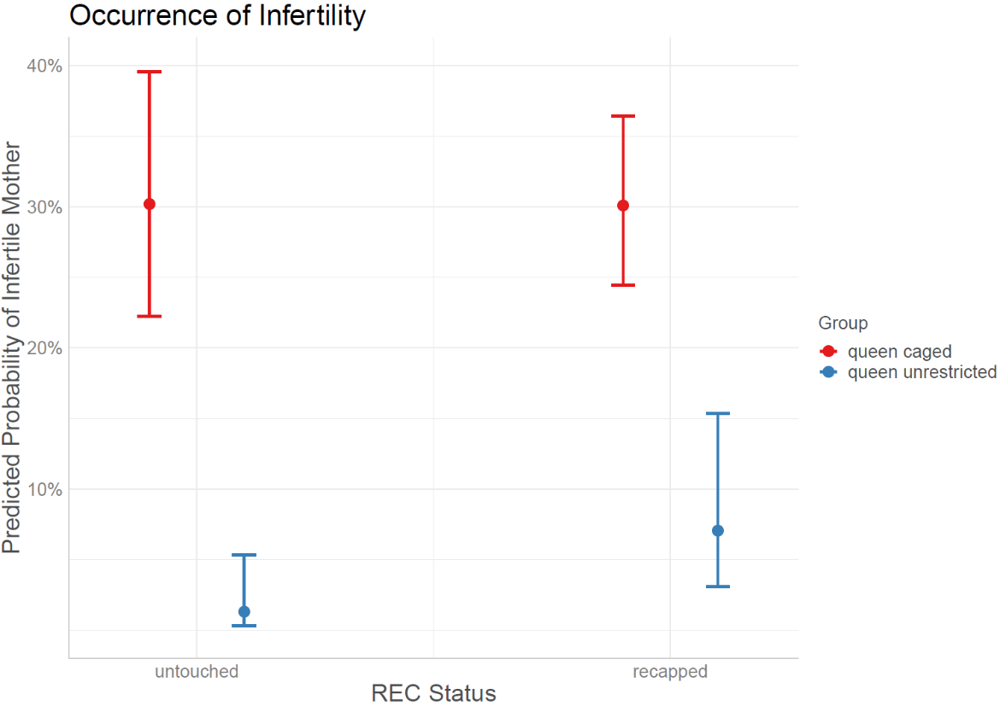 Occurrence of Infertility
Predicted Probability of Infertile Mother
40%
30%
20%
10%
untouched
recapped
REC Status
Group
queen caged
queen unrestricted